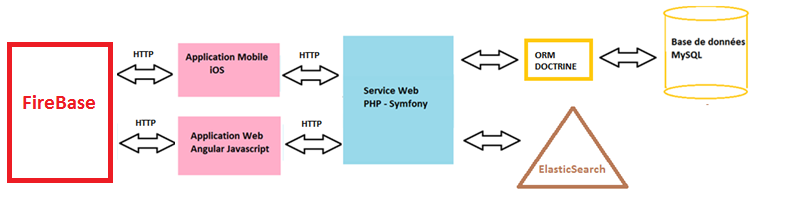 FireBase
HTTP
Application Mobile
iOS
HTTP
HTTP
Application Web
Angular Javascript
HTTP
Service Web
PHP - Symfony
ORM
DOCTRINE
Base de données
MySQL
ElasticSearch